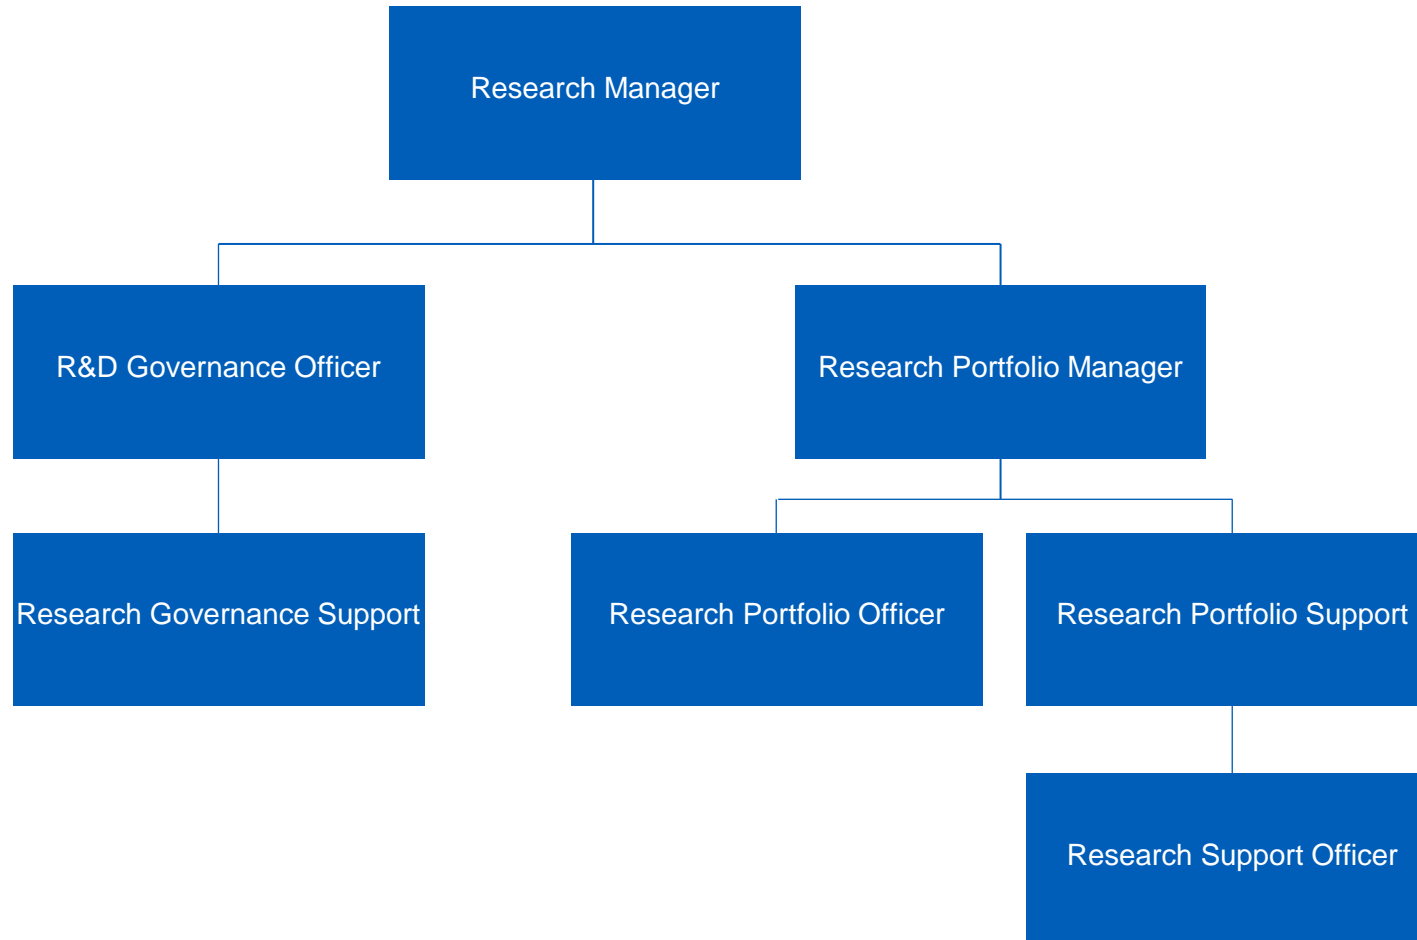 Research Manager
R&D Governance Officer
Research Portfolio Manager
Research Governance Support
Research Portfolio Officer
Research Portfolio Support
Research Support Officer